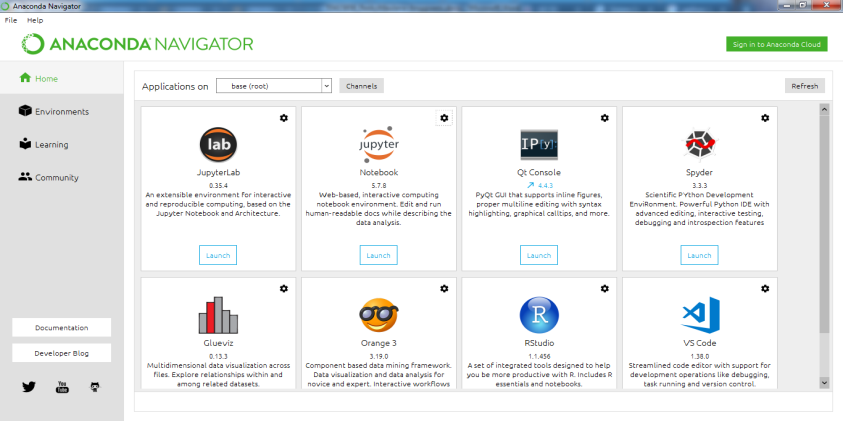 Anaconda Navigator
File Help
ANACONDA NAVIGATOR
Sign in to Anaconda Cloud
Home
Environments
Learning
Community
Documentation
Developer Blog
You
Tube
Applications on base (root) Channels Refresh
lab
JupyterLab
0.35.4
An extensible environment for interactive
and reproducible computing, based on the
Jupyter Notebook and Architecture.
Launch
jupyter
Notebook
5.7.8
Web-based, interactive computing
notebook environment. Edit and run
human-readable docs while describing the
data analysis.
Launch
IP[y]:
Qt Console
4.4.3
PyQt GUI that supports inline figures,
proper multiline editing with syntax
highlighting, graphical calltips, and more.
Launch
Spyder
3.3.3
Scientific PYthon Development
EnviRonment. Powerful Python IDE with
advanced editing, interactive testing,
debugging and introspection features
Launch
Glueviz
0.13.3
Multidimensional data visualization across
files. Explore relationships within and
among related datasets.
Orange 3
3.19.0
Component based data mining framework.
Data visualization and data analysis for
novice and expert. Interactive workflows
R
RStudio
1.1.456
A set of integrated tools designed to help
you be more productive with R. Includes R
essentials and notebooks.
VS Code
1.38.0
Streamlined code editor with support for
development operations like debugging,
task running and version control.